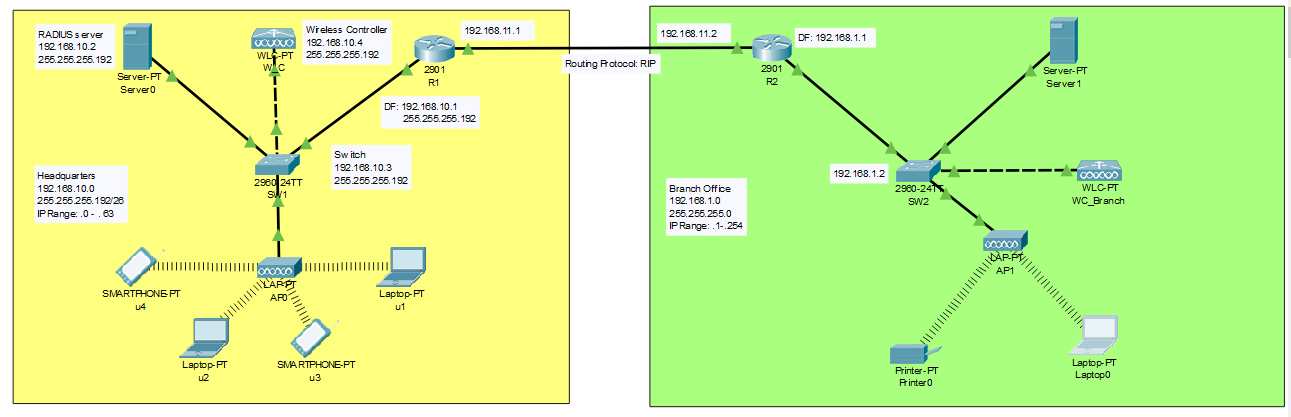 RADIUS server
192.168.10.2
255.255.255.192
Server-PT
Server0
Wireless Controller
192.168.10.4
255.255.255.192
WLC-PT
WLC
192.168.11.1
2901
R1
DF: 192.168.10.1
255.255.255.192
Switch
192.168.10.3
255.255.255.192
2960-24TT
SW1
Headquarters
192.168.10.0
255.255.255.192/26
IP Range: .0 - . 63
SMARTPHONE-PT
u4
LAP-PT
AP0
Laptop-PT
u1
Laptop-PT
u2
SMARTPHONE-PT
u3
Routing Protocol: RIP
192.168.11.2
2901
R2
DF: 192.168.1.1
Server-PT
Server1
192.168.1.2
2960-24TT
SW2
WLC-PT
WC_Branch
Branch Office
192.168.1.0
255.255.255.0
IP Range: .1-.254
LAP-PT
AP1
Printer-PT
Printer0
Laptop-PT
Laptop0